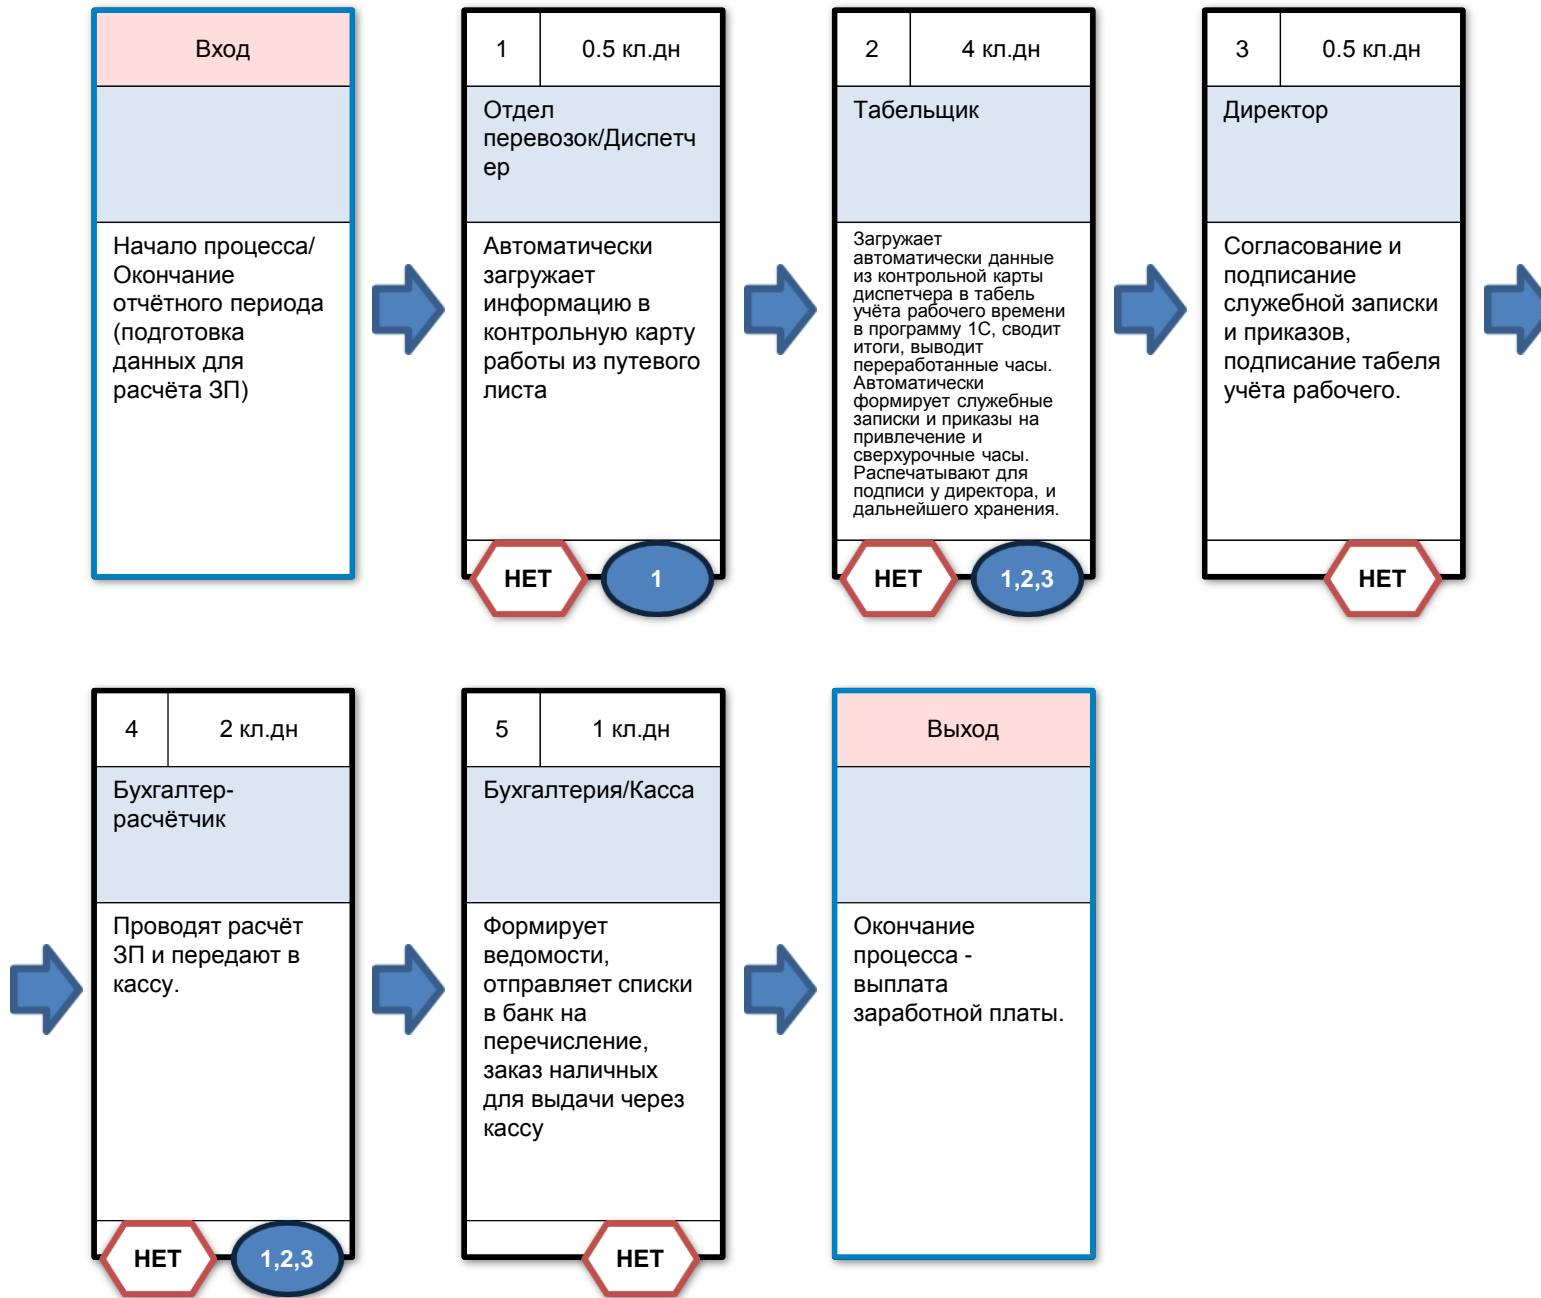 Вход
Начало процесса/
Окончание
отчётного периода
(подготовка
данных для
расчёта ЗП)
1
0.5 кл.дн
Отдел
перевозок/Диспетч
ер
Автоматически
загружает
информацию в
контрольную карту
работы из путевого
листа
НЕТ
1
2
4 кл.дн
Табельщик
Загружает
автоматически данные
из контрольной карты
диспетчера в табель
учёта рабочего времени
в программу 1С, сводит
итоги, выводит
переработанные часы.
Автоматически
формирует служебные
записки и приказы на
привлечение и
сверхурочные часы.
Распечатывают для
подписи у директора, и
дальнейшего хранения.
НЕТ
1,2,3
3
0.5 кл.дн
Директор
Согласование и
подписание
служебной записки
и приказов,
подписание табеля
учёта рабочего.
НЕТ
4
2 кл.дн
Бухгалтер-
расчётчик
Проводят расчёт
ЗП и передают в
кассу.
НЕТ
1,2,3
5
1 кл.дн
Бухгалтерия/Касса
Формирует
ведомости,
отправляет списки
в банк на
перечисление,
заказ наличных
для выдачи через
кассу
НЕТ
Выход
Окончание
процесса -
выплата
заработной платы.